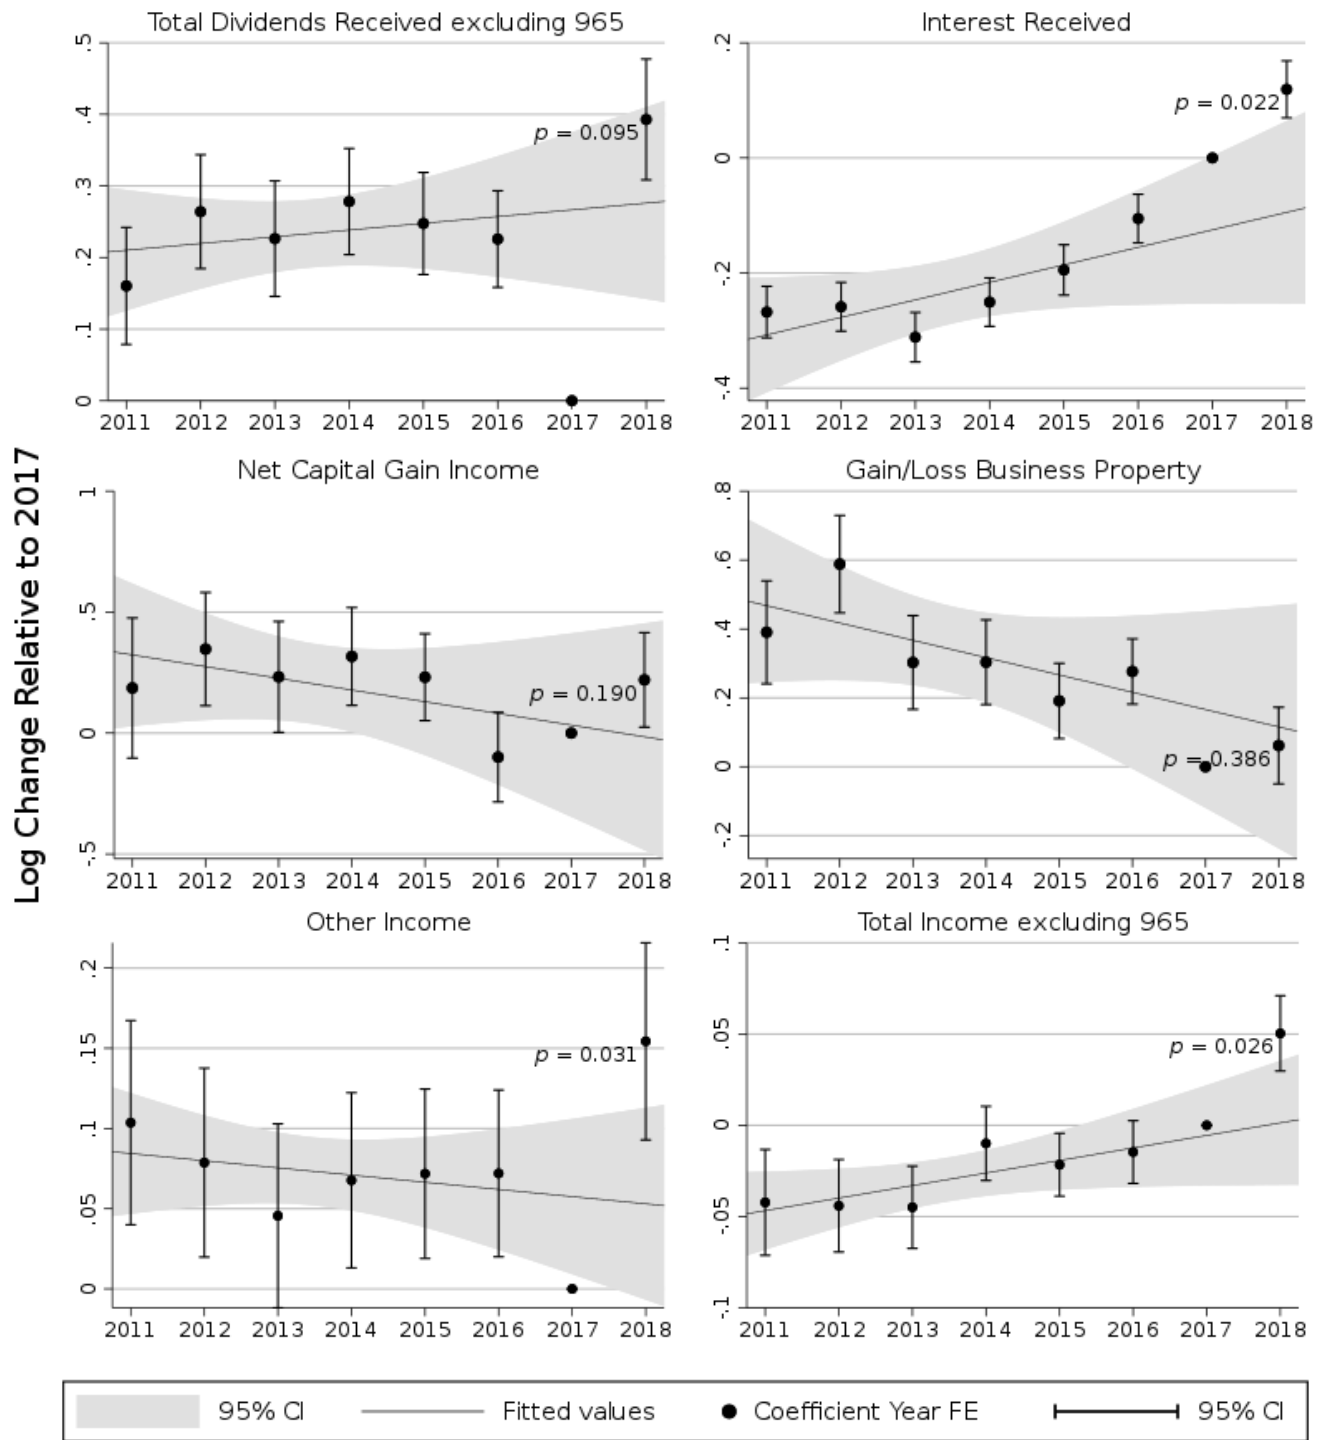 Log Change Relative to 2017
Total Dividends Received excluding 965
.5
.4
.3
.2
.1
0
p = 0.095
2011 2012 2013 2014 2015 2016 2017 2018
Interest Received
.2
0
-.2
-.4
p = 0.022
2011 2012 2013 2014 2015 2016 2017 2018
Net Capital Gain Income
1
.5
0
-.5
p = 0.190
2011 2012 2013 2014 2015 2016 2017 2018
Gain/Loss Business Property
.8
.6
.4
.2
0
-.2
p = 0.386
2011 2012 2013 2014 2015 2016 2017 2018
Other Income
.2
.15
.1
.05
0
p = 0.031
2011 2012 2013 2014 2015 2016 2017 2018
Total Income excluding 965
.1
.05
0
-.05
-.1
p = 0.026
2011 2012 2013 2014 2015 2016 2017 2018
95% CI Fitted values Coefficient Year FE 95% CI